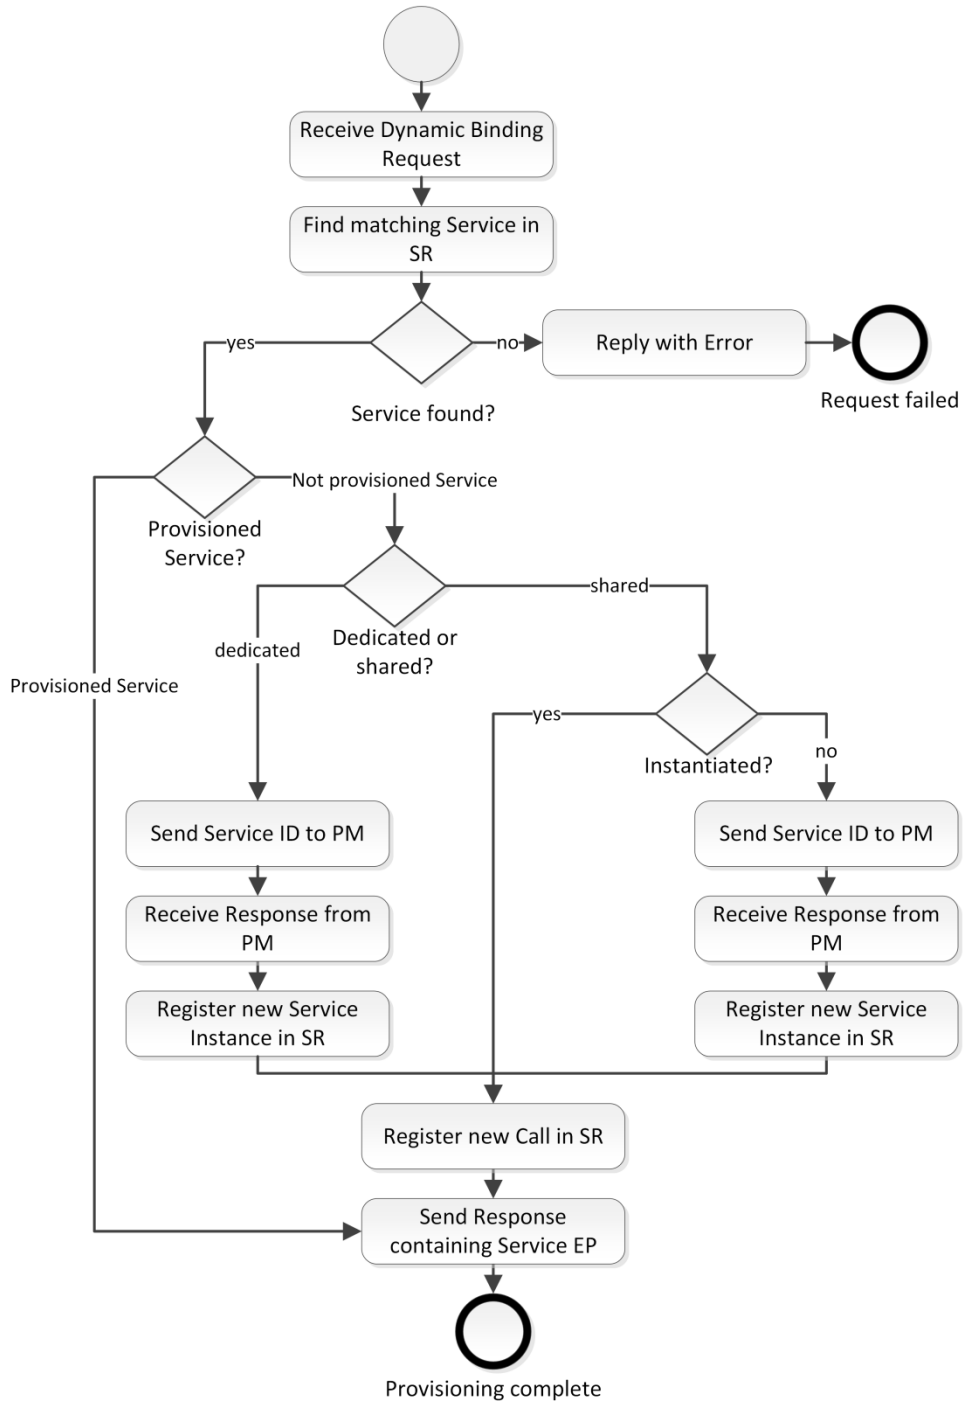 Receive Dynamic Binding
Request
Find matching Service in
SR
yes
no
Reply with Error
Request failed
Service found?
Not provisioned Service
Provisioned
Service?
shared
dedicated
Dedicated or
shared?
Provisioned Service
yes
no
Instantiated?
Send Service ID to PM
Send Service ID to PM
Receive Response from
PM
Receive Response from
PM
Register new Service
Instance in SR
Register new Service
Instance in SR
Register new Call in SR
Send Response
containing Service EP
Provisioning complete